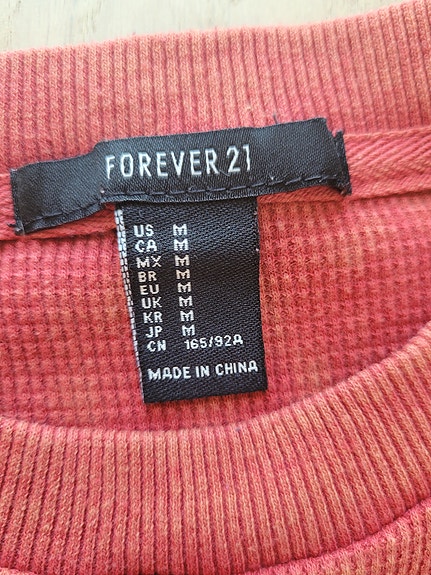 FOREVER 21
US M
CA M
MX M
BR M
EU M
UK M
KR M
JP M
CN 165/92A
MADE IN CHINA